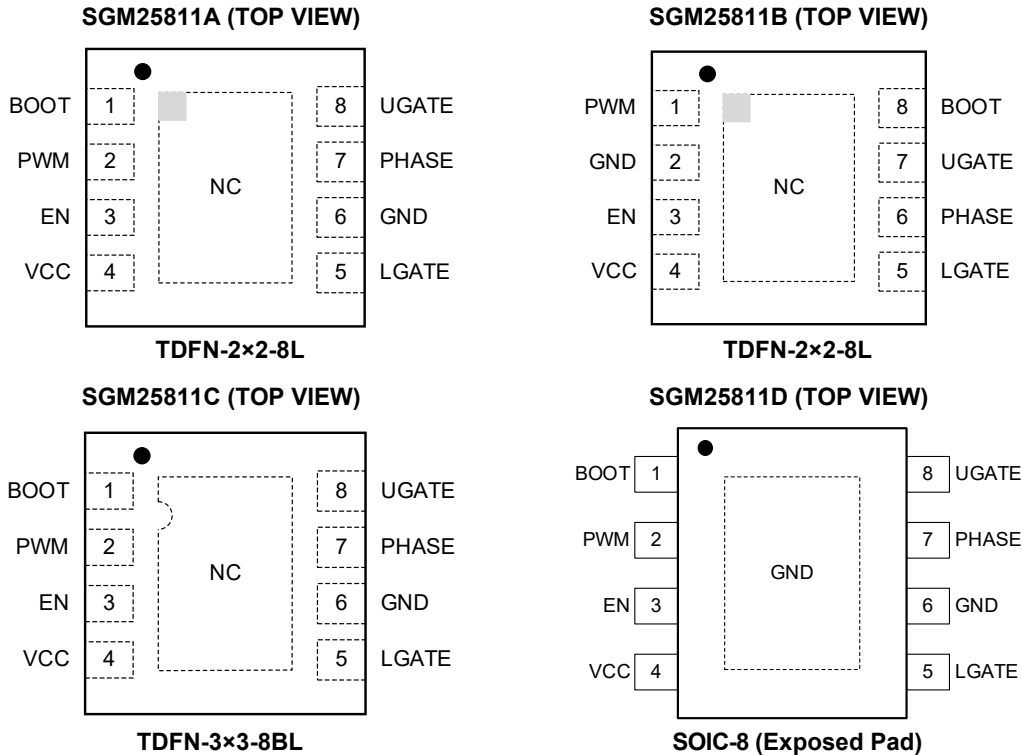 SGM25811A (TOP VIEW)
BOOT 1 8 UGATE
PWM 2 7 PHASE
NC
EN 3 6 GND
VCC 4 5 LGATE
TDFN-2×2-8L
SGM25811B (TOP VIEW)
PWM 1 8 BOOT
GND 2 7 UGATE
NC
EN 3 6 PHASE
VCC 4 5 LGATE
TDFN-2×2-8L
SGM25811C (TOP VIEW)
BOOT 1 8 UGATE
PWM 2 7 PHASE
NC
EN 3 6 GND
VCC 4 5 LGATE
TDFN-3×3-8BL
SGM25811D (TOP VIEW)
BOOT 1 8 UGATE
PWM 2 7 PHASE
GND
EN 3 6 GND
VCC 4 5 LGATE
SOIC-8 (Exposed Pad)